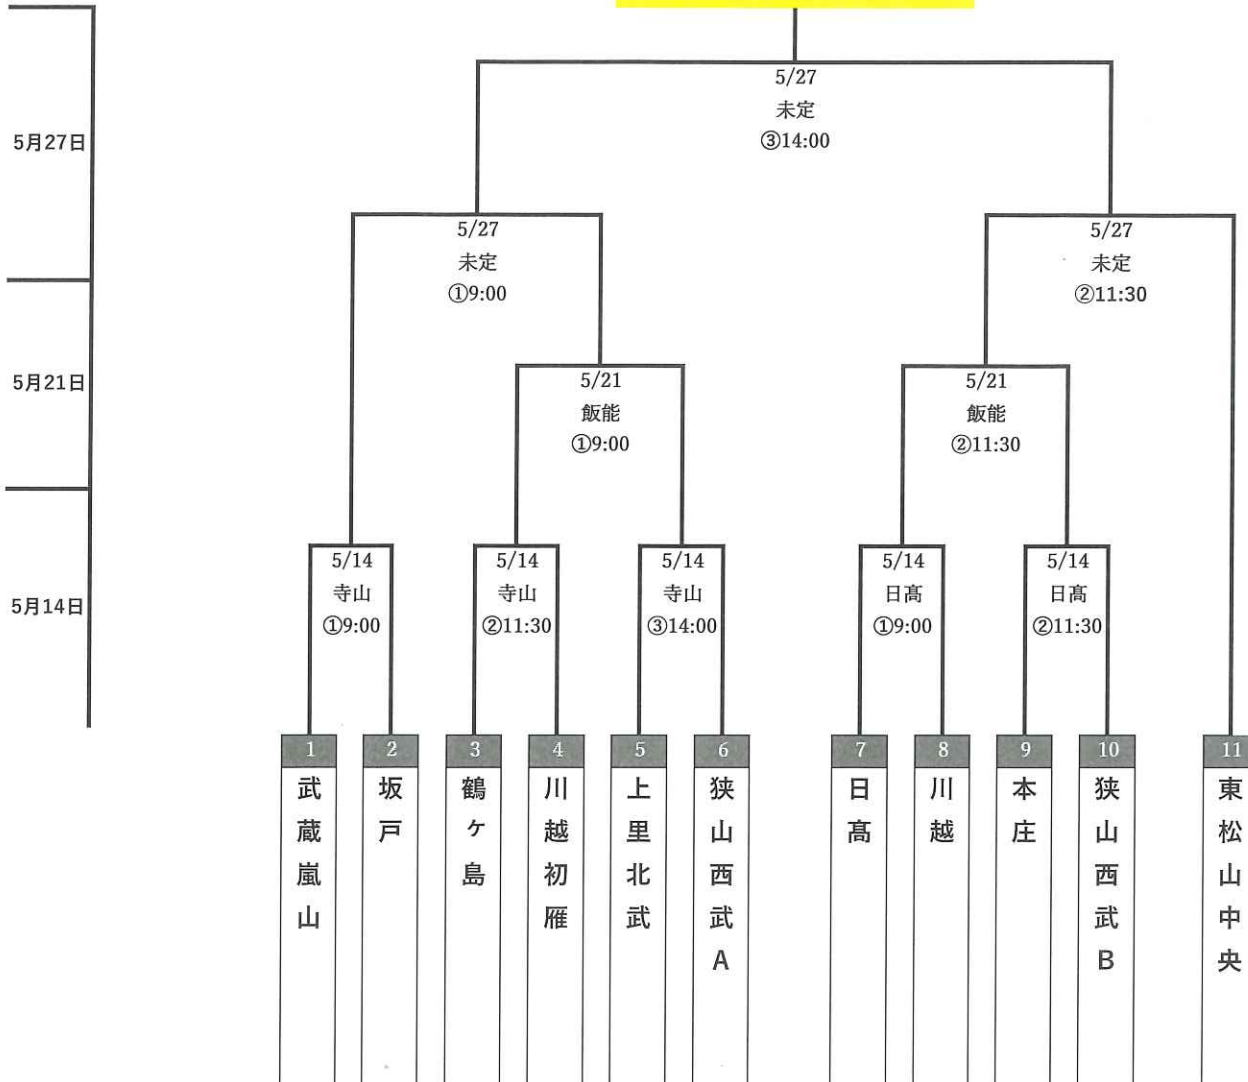 5/27
未定
③14:00
5月27日
5/27
未定
①9:00
5/27
未定
②11:30
5月21日
5/21
飯能
①9:00
5/21
飯能
②11:30
5月14日
5/14
寺山
①9:00
5/14
寺山
②11:30
5/14
寺山
③14:00
5/14
日髙
①9:00
5/14
日髙
②11:30
1
武蔵嵐山
2
坂戸
3
鶴ヶ島
4
川越初雁
5
上里北武
6
狭山西武A
7
日髙
8
川越
9
本庄
10
狭山西武B
11
東松山中央